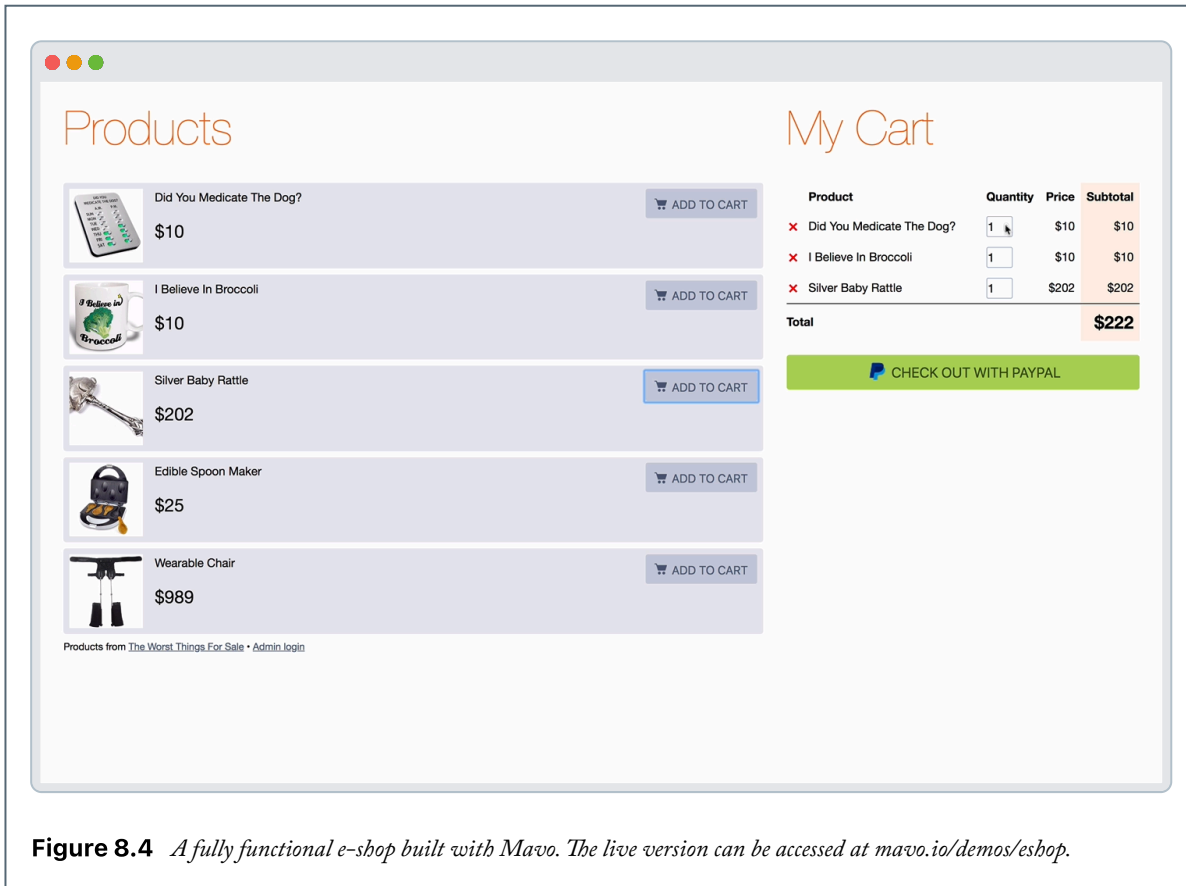 Products
Did You Medicate The Dog?
$10
ADD TO CART
I Believe in
Broccoli
I Believe In Broccoli
$10
ADD TO CART
Silver Baby Rattle
$202
ADD TO CART
Edible Spoon Maker
$25
ADD TO CART
Wearable Chair
$989
ADD TO CART
Products from The Worst Things For Sale • Admin login
My Cart
Product Quantity Price Subtotal
Did You Medicate The Dog? 1 $10 $10
I Believe In Broccoli 1 $10 $10
Silver Baby Rattle 1 $202 $202
Total $222
CHECK OUT WITH PAYPAL
Figure 8.4 A fully functional e-shop built with Mavo. The live version can be accessed at mavo.io/demos/eshop.